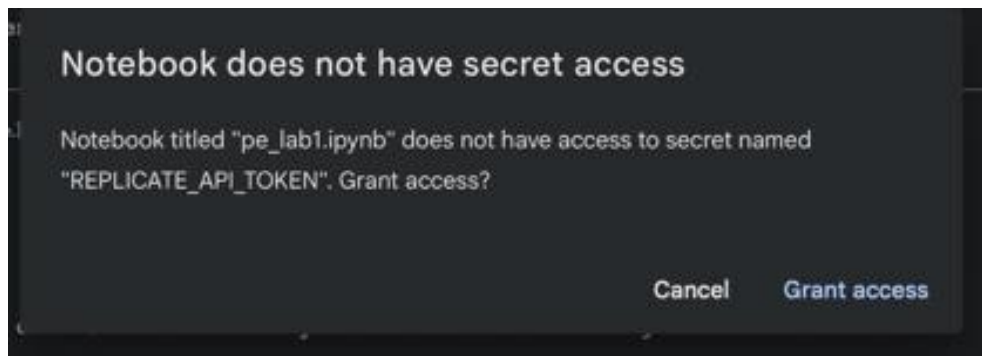 Notebook does not have secret access
Notebook titled "pe_lab1.ipynb" does not have access to secret named
"REPLICATE_API_TOKEN". Grant access?
Cancel
Grant access